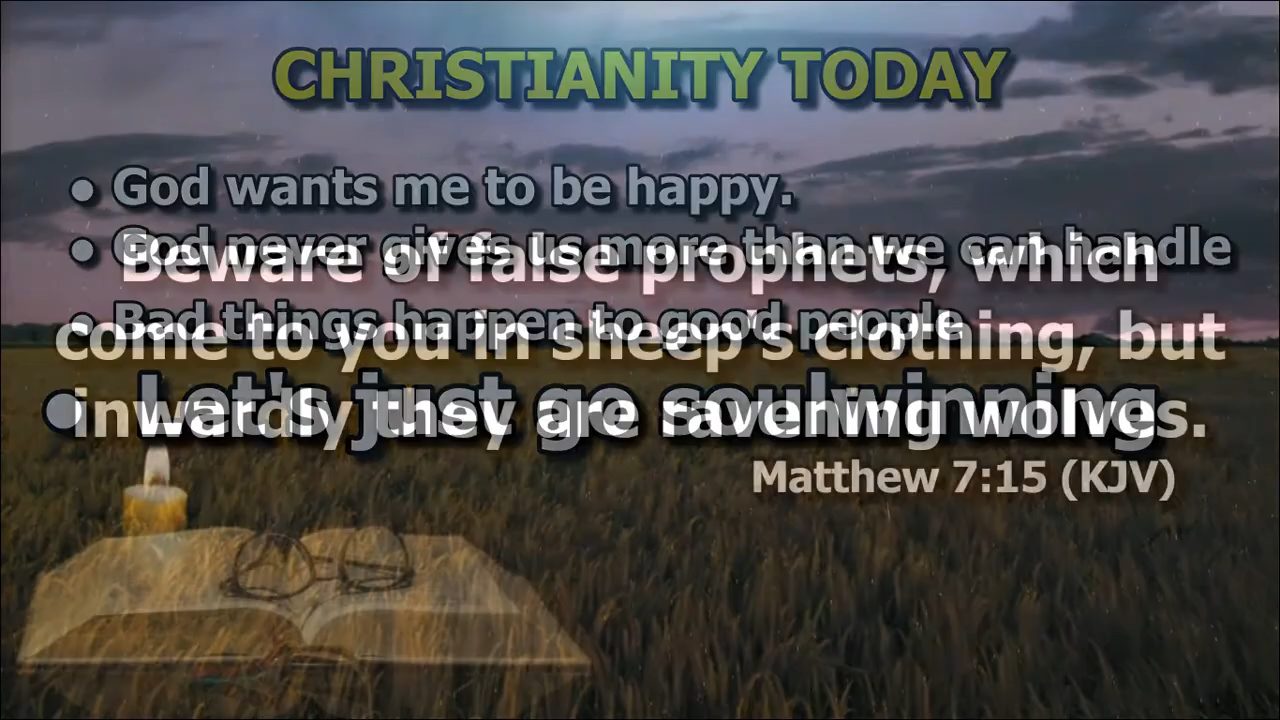 CHRISTIANITY TODAY
• God wants me to be happy.
• God never gives us more than we can handle
• Bad things happen to good people.
• Let's just go soulwinning
Beware of false prophets, which
come to you in sheep's clothing, but
inwardly they are ravening wolves.
Matthew 7:15 (KJV)